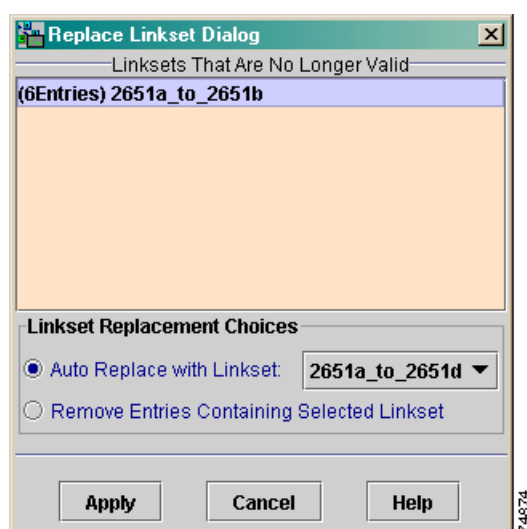 Replace Linkset Dialog
Linksets That Are No Longer Valid
(6Entries) 2651a_to_2651b
Linkset Replacement Choices
Auto Replace with Linkset: 2651a_to_2651d
Remove Entries Containing Selected Linkset
Apply Cancel Help
74874